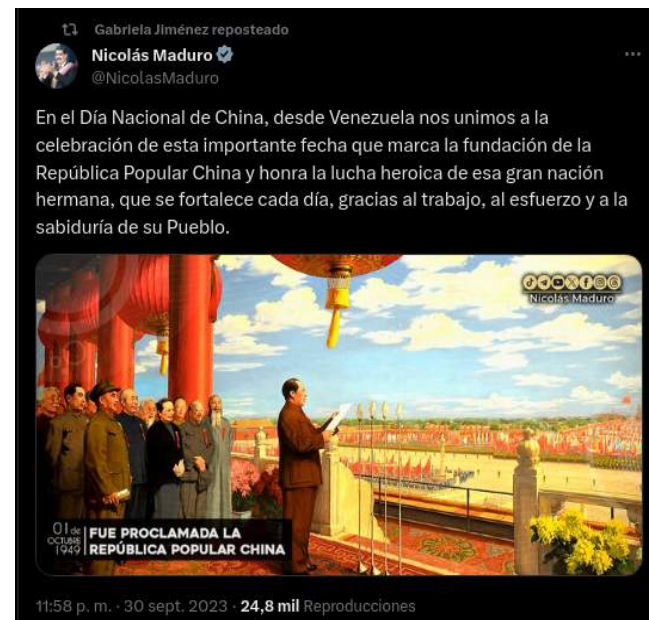 Gabriela Jiménez reposteado
Nicolás Maduro
@NicolasMaduro
En el Día Nacional de China, desde Venezuela nos unimos a la
celebración de esta importante fecha que marca la fundación de la
República Popular China y honra la lucha heroica de esa gran nación
hermana, que se fortalece cada día, gracias al trabajo, al esfuerzo y a la
sabiduría de su Pueblo.
Nicolás Maduro
01 de
OCTUBRE
1949
FUE PROCLAMADA LA
REPÚBLICA POPULAR CHINA
11:58 p. m. · 30 sept. 2023 · 24,8 mil Reproducciones